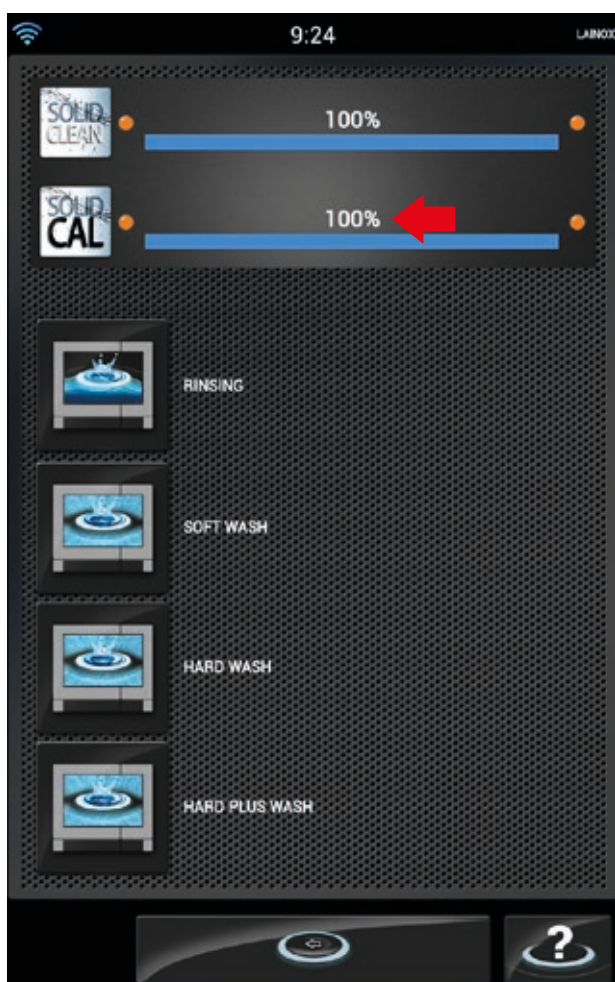 9:24
LAINOX
SOLID
CLEAN
100%
SOLID
CAL
100%
RINSING
SOFT WASH
HARD WASH
HARD PLUS WASH
?